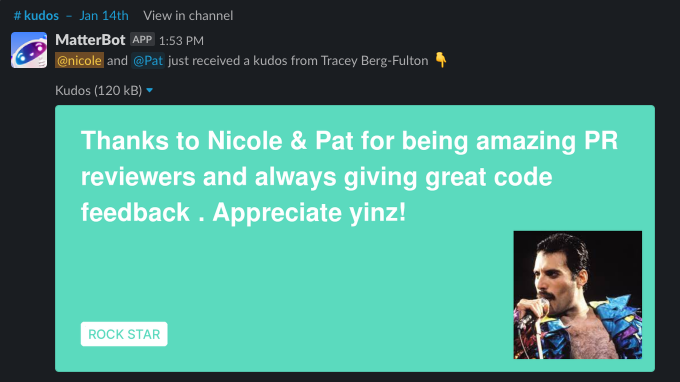 # kudos – Jan 14th View in channel
MatterBot APP 1:53 PM
@nicole and @Pat just received a kudos from Tracey Berg-Fulton 👇
Kudos (120 kB)
Thanks to Nicole & Pat for being amazing PR
reviewers and always giving great code
feedback . Appreciate yinz!
ROCK STAR